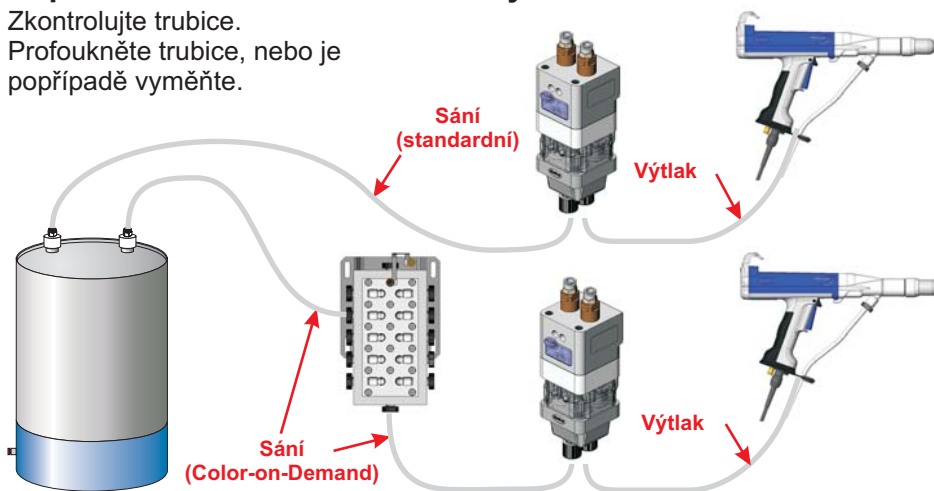 Zkontrolujte trubice.
Profoukněte trubice, nebo je
popřípadě vyměňte.
Sání
(standardní)
Výtlak
Sání
(Color-on-Demand)
Výtlak